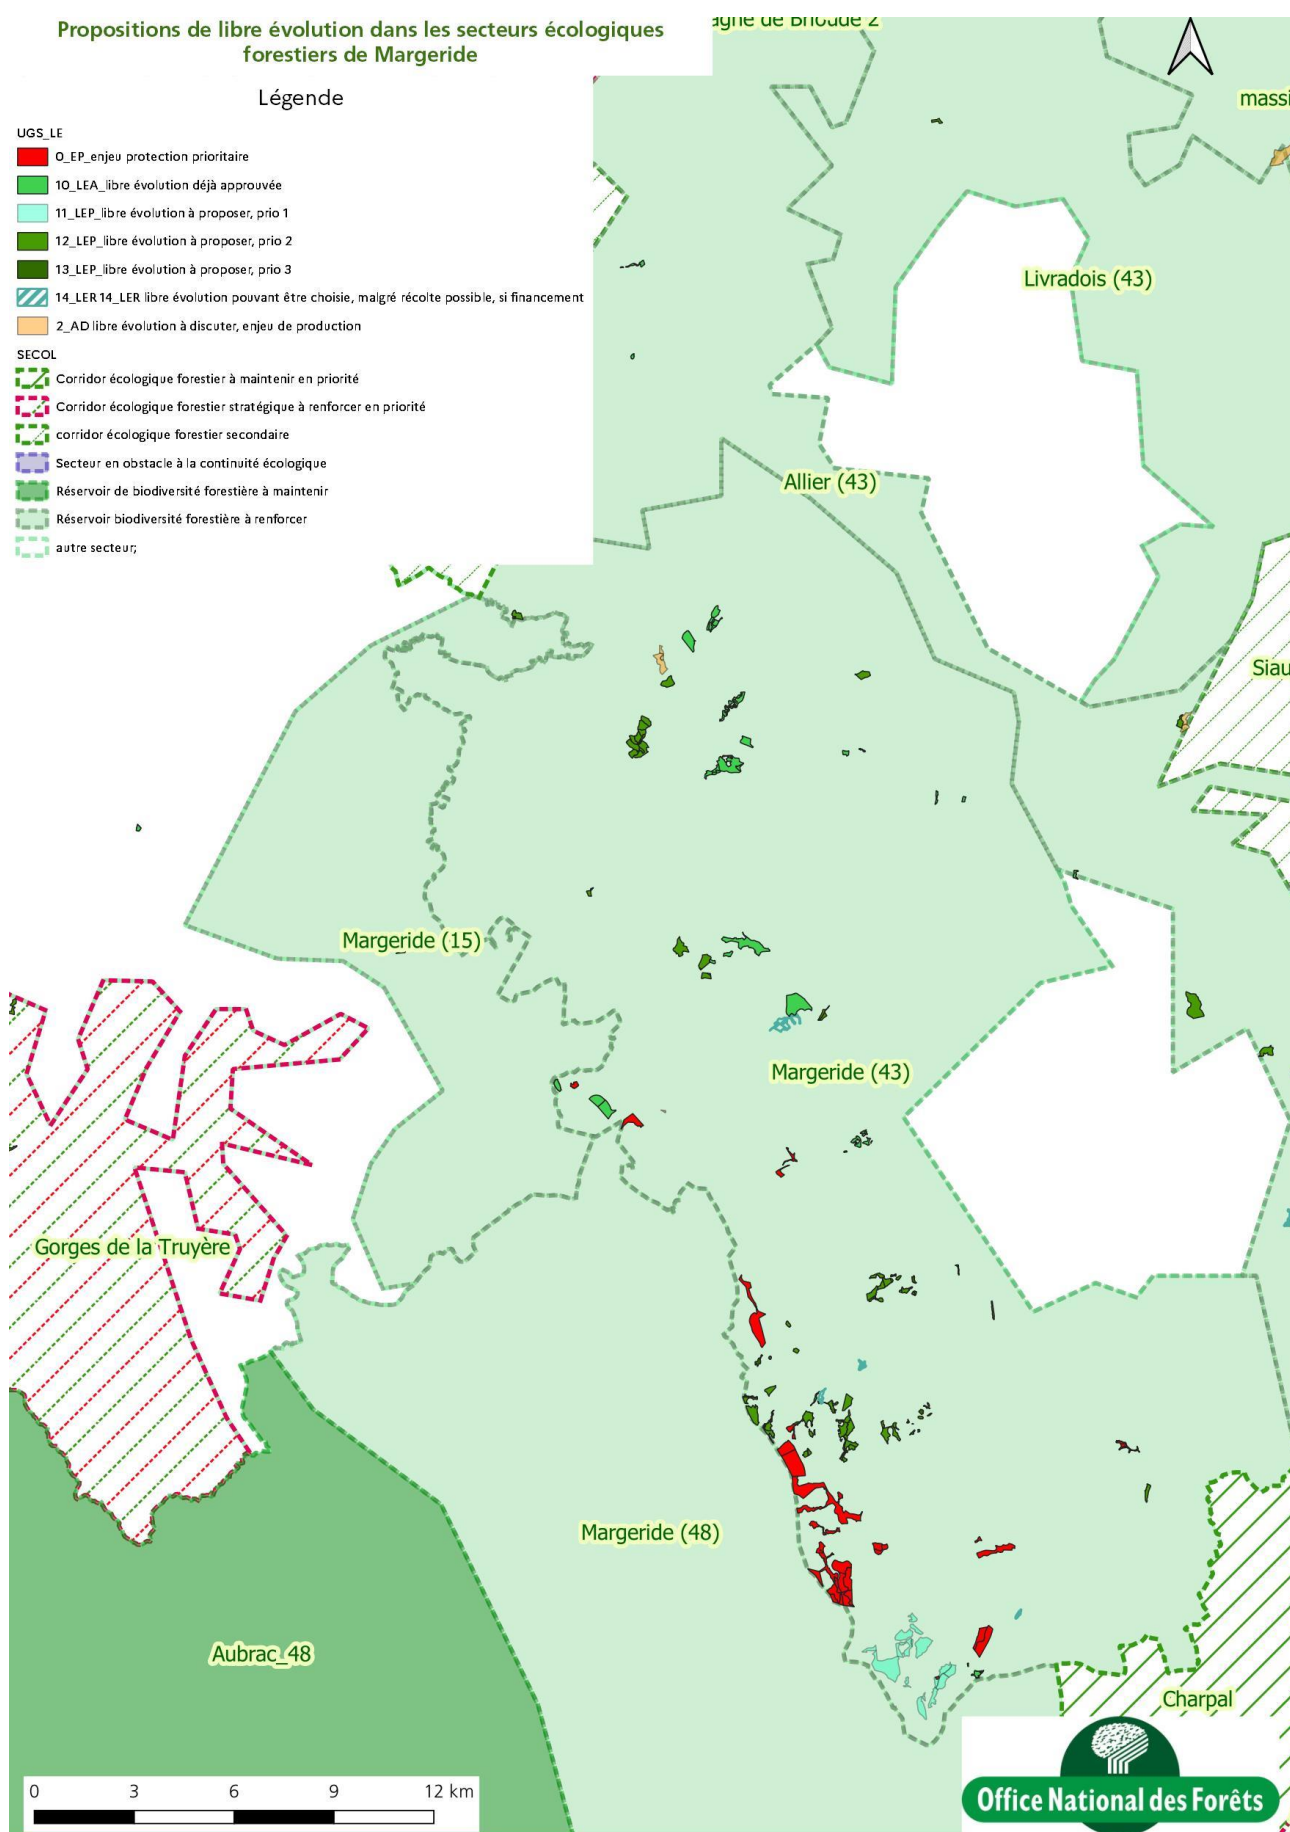 Propositions de libre évolution dans les secteurs écologiques
forestiers de Margeride
Légende
UGS_LE
0_EP_enjeu protection prioritaire
10_LEA_libre évolution déjà approuvée
11_LEP_libre évolution à proposer, prio 1
12_LEP_libre évolution à proposer, prio 2
13_LEP_libre évolution à proposer, prio 3
14_LER 14_LER libre évolution pouvant être choisie, malgré récolte possible, si financement
2_AD libre évolution à discuter, enjeu de production
SECOL
Corridor écologique forestier à maintenir en priorité
Corridor écologique forestier stratégique à renforcer en priorité
corridor écologique forestier secondaire
Secteur en obstacle à la continuité écologique
Réservoir de biodiversité forestière à maintenir
Réservoir biodiversité forestière à renforcer
autre secteur;
agne de Brioude 2
massi
Livradois (43)
Allier (43)
Siau
Margeride (15)
Margeride (43)
Gorges de la Truyère
Margeride (48)
Aubrac_48
Charpal
0 3 6 9 12 km
Office National des Forêts